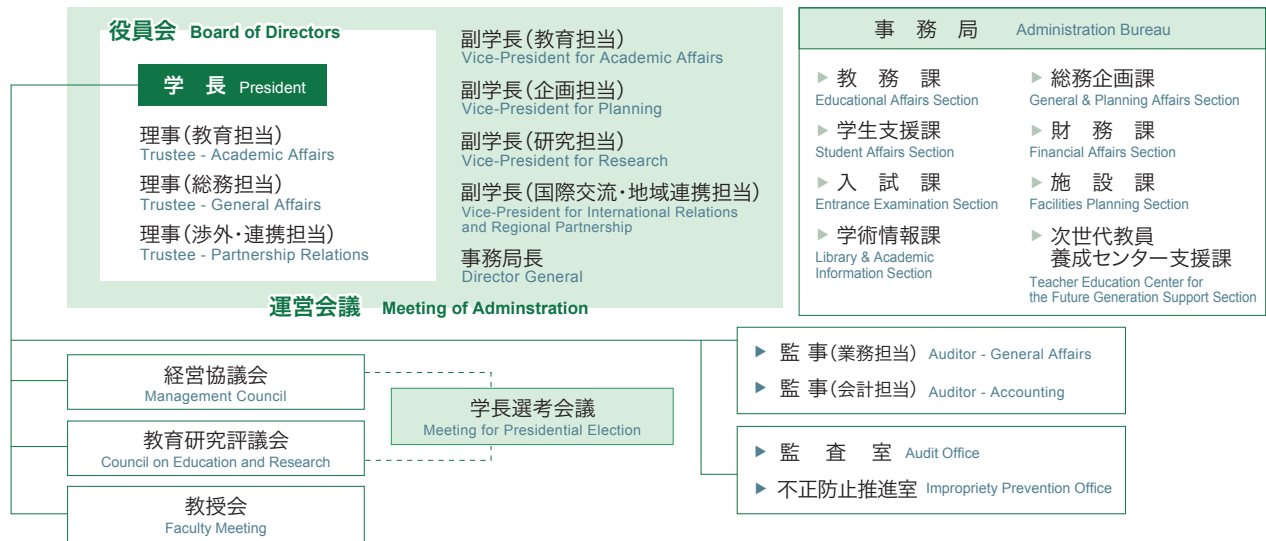 役員会 Board of Directors
学 長 President
理事（教育担当）
Trustee - Academic Affairs
理事（総務担当）
Trustee - General Affairs
理事（渉外・連携担当）
Trustee - Partnership Relations
副学長（教育担当）
Vice-President for Academic Affairs
副学長（企画担当）
Vice-President for Planning
副学長（研究担当）
Vice-President for Research
副学長（国際交流・地域連携担当）
Vice-President for International Relations
and Regional Partnership
事務局長
Director General
運営会議 Meeting of Adminstration
事 務 局 Administration Bureau
▶ 教 務 課
Educational Affairs Section
▶ 学生支援課
Student Affairs Section
▶ 入 試 課
Entrance Examination Section
▶ 学術情報課
Library & Academic
Information Section
▶ 総務企画課
General & Planning Affairs Section
▶ 財 務 課
Financial Affairs Section
▶ 施 設 課
Facilities Planning Section
▶ 次世代教員
養成センター支援課
Teacher Education Center for
the Future Generation Support Section
経営協議会
Management Council
教育研究評議会
Council on Education and Research
教授会
Faculty Meeting
学長選考会議
Meeting for Presidential Election
▶ 監 事（業務担当） Auditor - General Affairs
▶ 監 事（会計担当） Auditor - Accounting
▶ 監 査 室 Audit Office
▶ 不正防止推進室 Impropriety Prevention Office